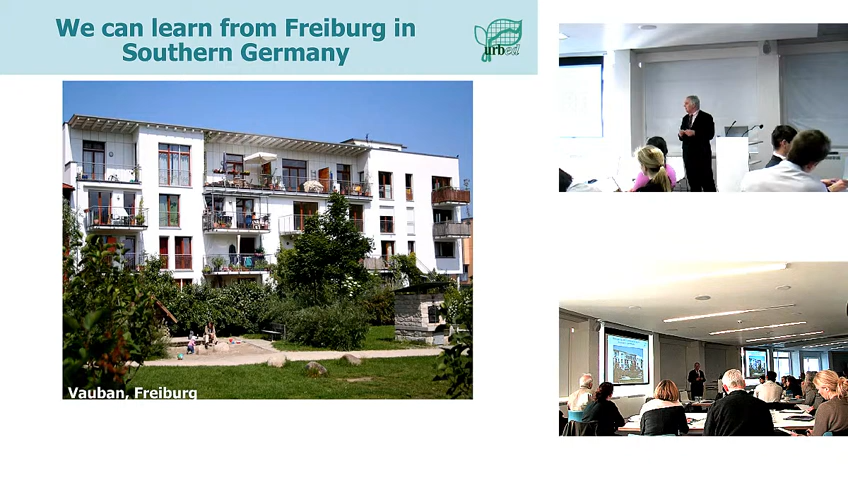 We can learn from Freiburg in
Southern Germany
urbed
Vauban, Freiburg